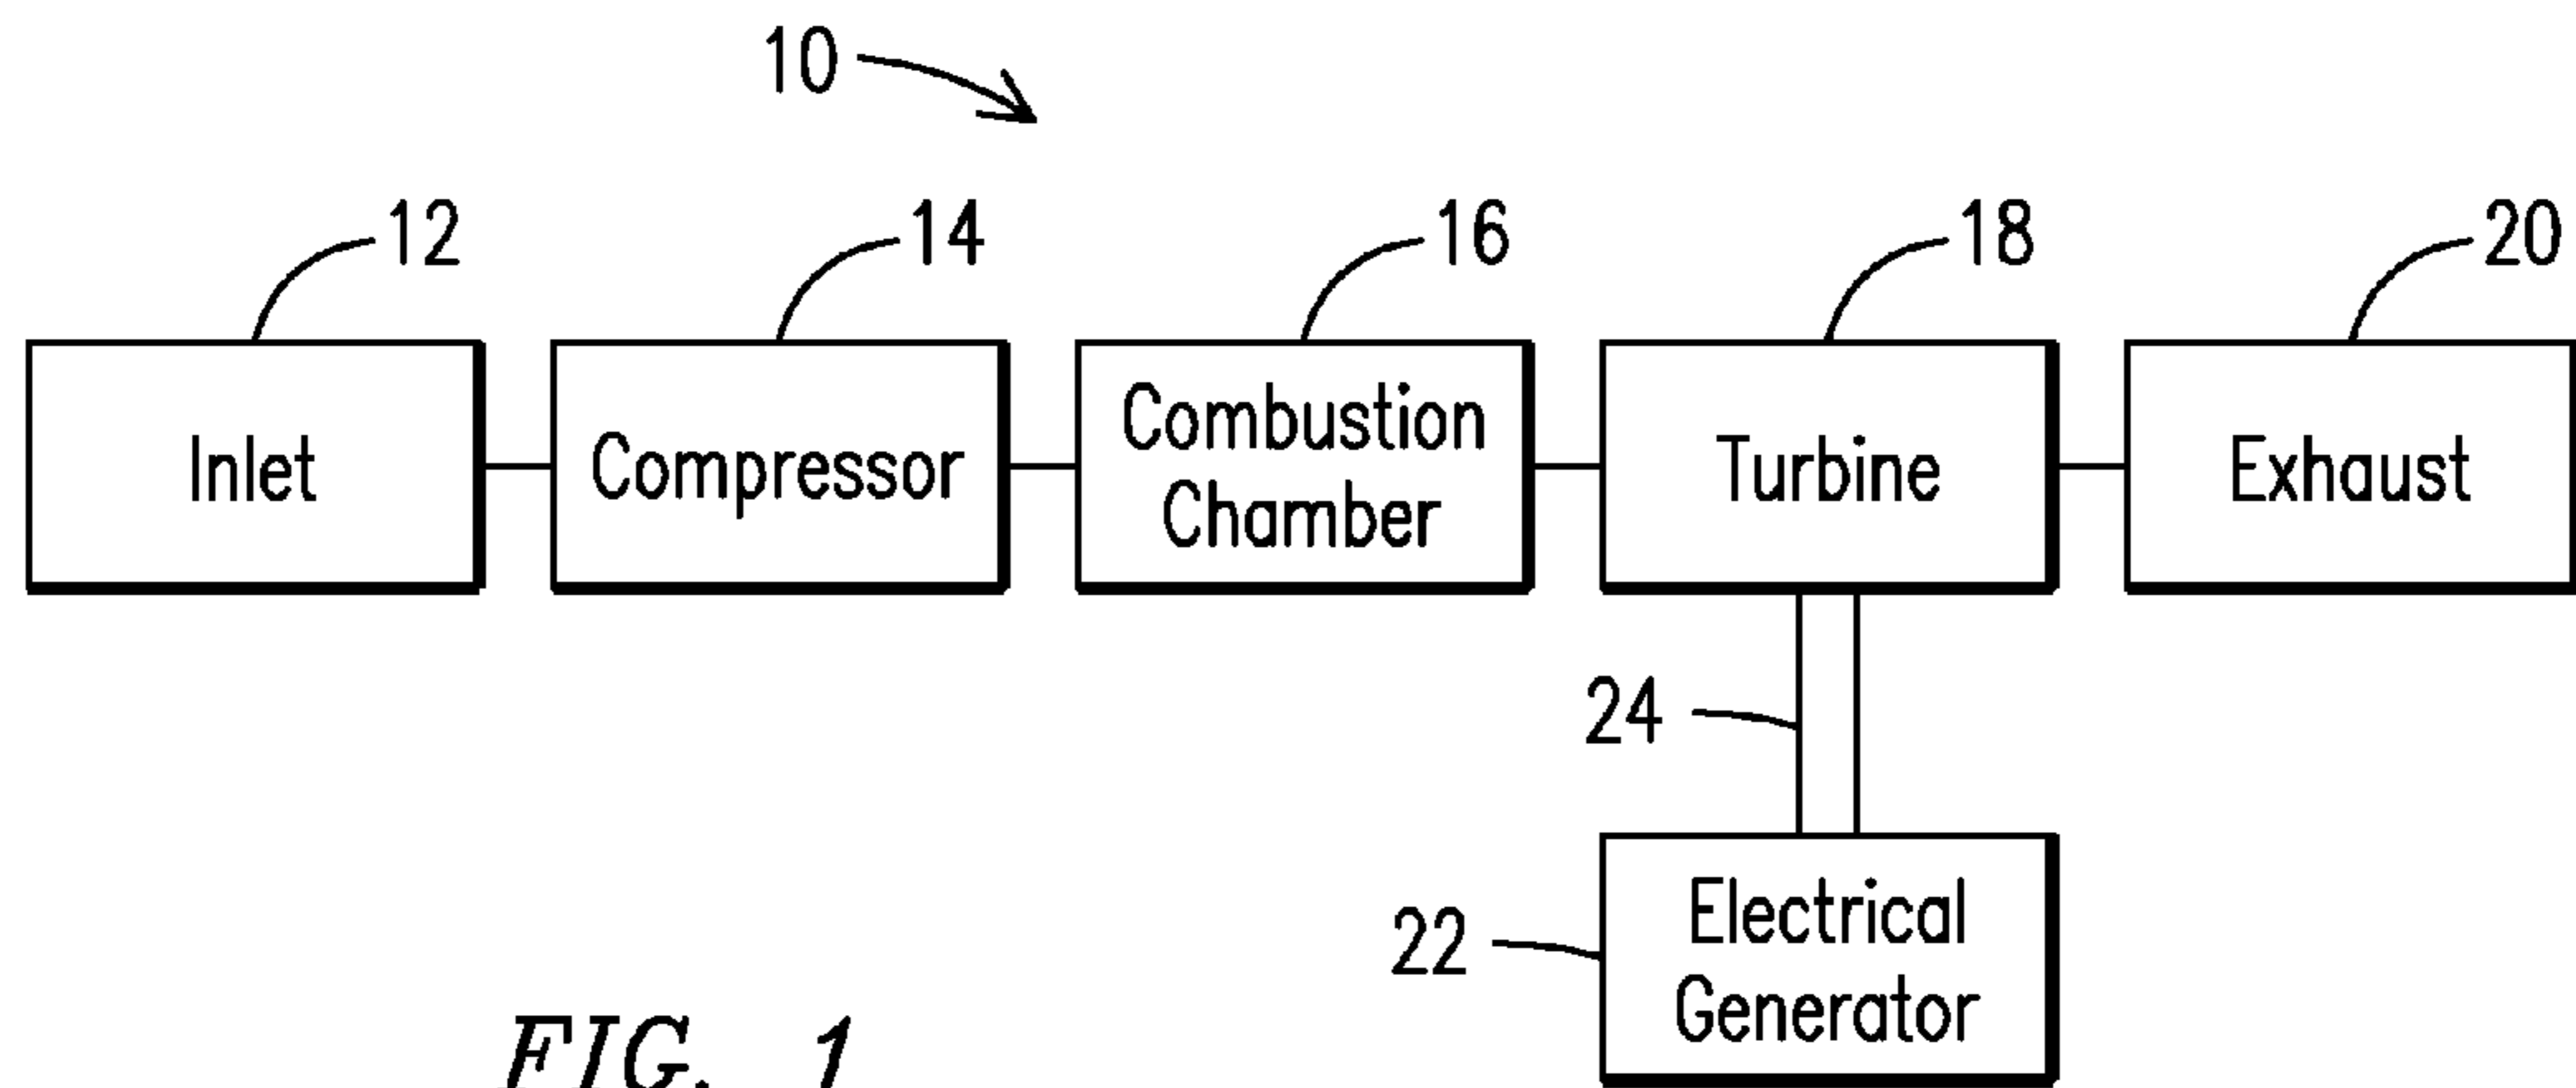 10
12
14
16
18
20
Inlet
Compressor
Combustion
Chamber
Turbine
Exhaust
24
22
Electrical
Generator
FIG. 1